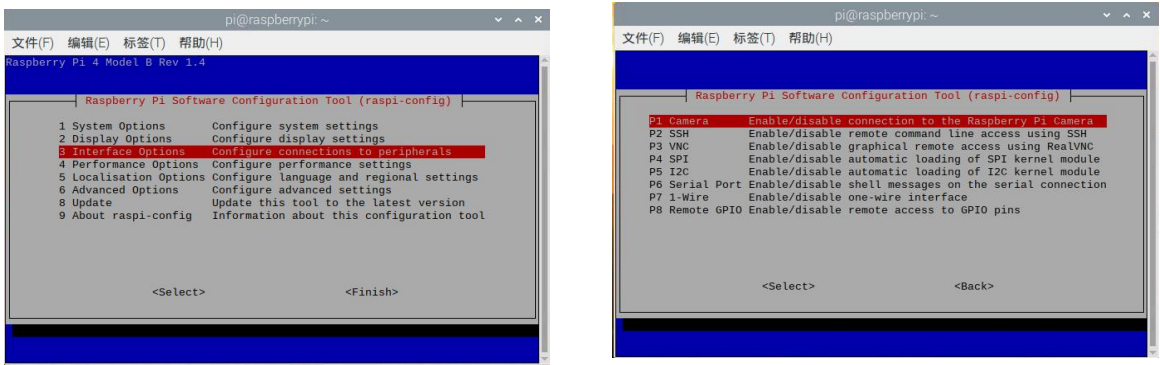 pi@raspberrypi: ~
文件(F) 编辑(E) 标签(T) 帮助(H)
Raspberry Pi 4 Model B Rev 1.4
Raspberry Pi Software Configuration Tool (raspi-config)
1 System Options Configure system settings
2 Display Options Configure display settings
3 Interface Options Configure connections to peripherals
4 Performance Options Configure performance settings
5 Localisation Options Configure language and regional settings
6 Advanced Options Configure advanced settings
8 Update Update this tool to the latest version
9 About raspi-config Information about this configuration tool
<Select> <Finish>
pi@raspberrypi: ~
文件(F) 编辑(E) 标签(T) 帮助(H)
Raspberry Pi Software Configuration Tool (raspi-config)
P1 Camera Enable/disable connection to the Raspberry Pi Camera
P2 SSH Enable/disable remote command line access using SSH
P3 VNC Enable/disable graphical remote access using RealVNC
P4 SPI Enable/disable automatic loading of SPI kernel module
P5 I2C Enable/disable automatic loading of I2C kernel module
P6 Serial Port Enable/disable shell messages on the serial connection
P7 1-Wire Enable/disable one-wire interface
P8 Remote GPIO Enable/disable remote access to GPIO pins
<Select> <Back>